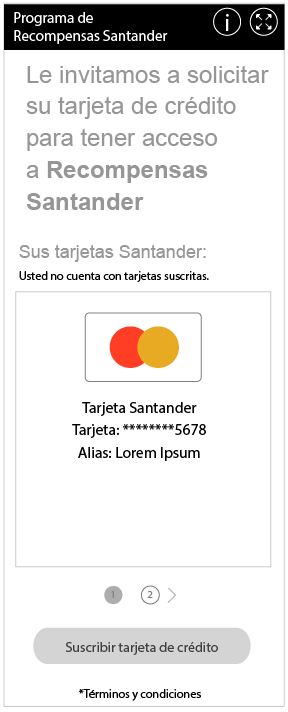 Programa de
Recompensas Santander
i
Le invitamos a solicitar
su tarjeta de crédito
para tener acceso
a Recompensas
Santander
Sus tarjetas Santander:
Usted no cuenta con tarjetas suscritas.
Tarjeta Santander
Tarjeta: ********5678
Alias: Lorem Ipsum
1 2
Suscribir tarjeta de crédito
*Términos y condiciones